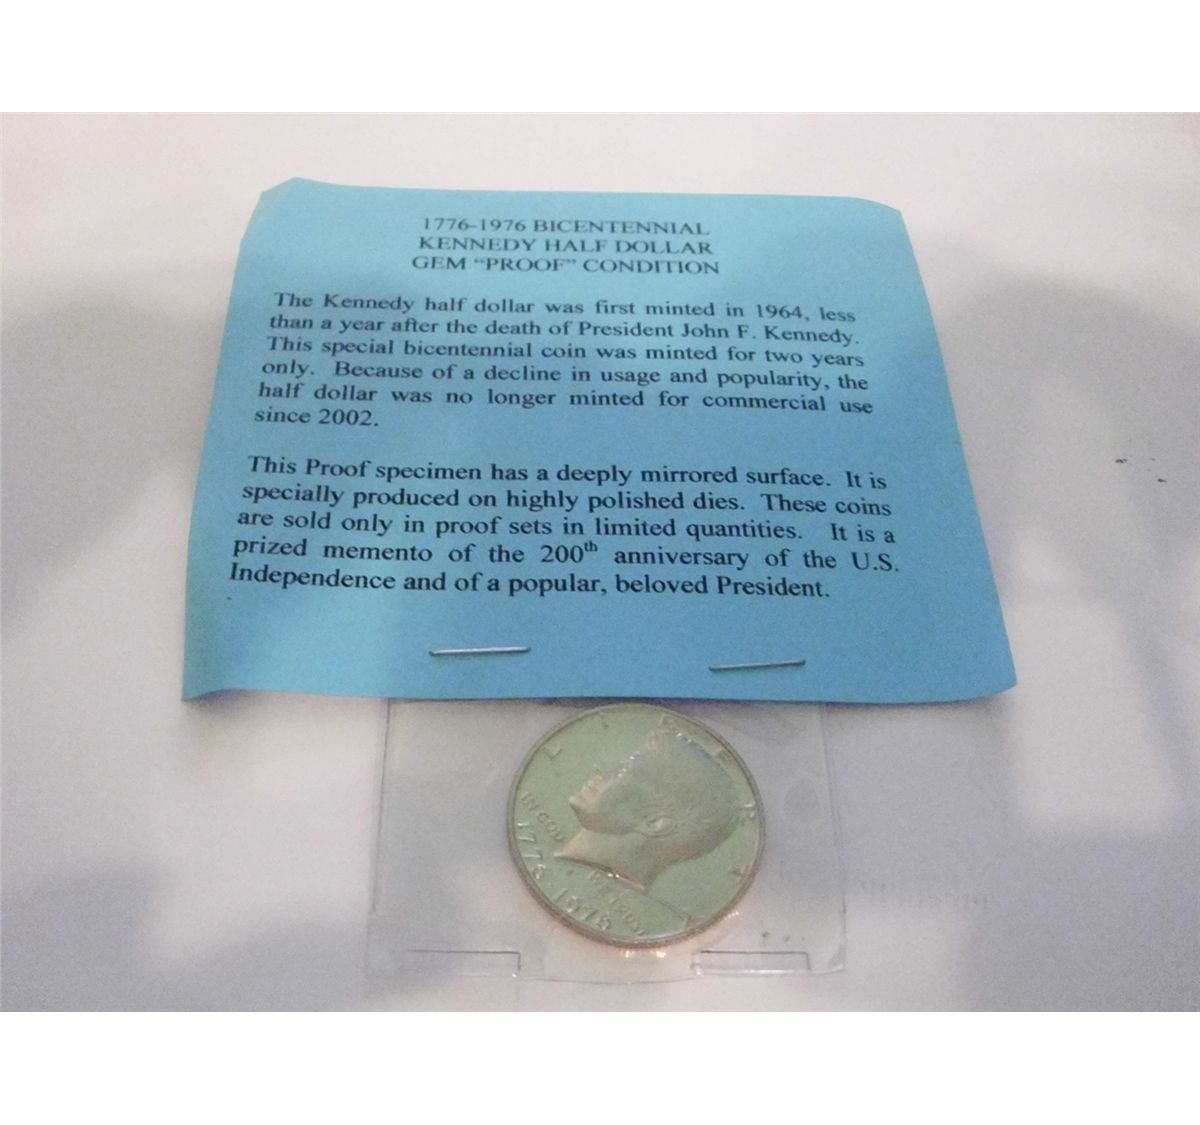 1776-1976 BICENTENNIAL
KENNEDY HALF DOLLAR
GEM “PROOF” CONDITION
The Kennedy half dollar was first minted in 1964, less
than a year after the death of President John F. Kennedy.
This special bicentennial coin was minted for two years
only. Because of a decline in usage and popularity, the
half dollar was no longer minted for commercial use
since 2002.
This Proof specimen has a deeply mirrored surface. It is
specially produced on highly polished dies. These coins
are sold only in proof sets in limited quantities. It is a
prized memento of the 200th anniversary of the U.S.
Independence and of a popular, beloved President.
LIBERTY
IN GOD WE TRUST
1776-1976